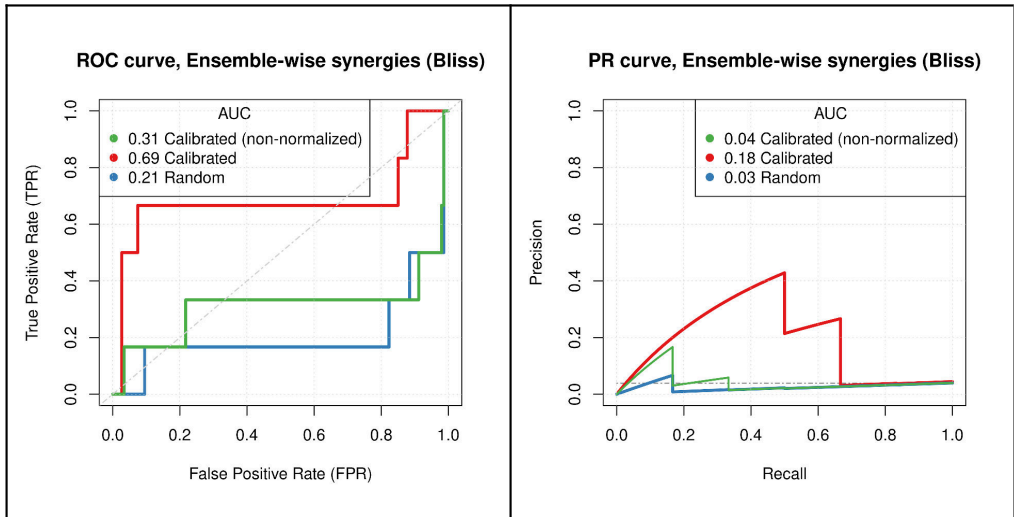 ROC curve, Ensemble-wise synergies (Bliss)
AUC
0.31 Calibrated (non-normalized)
0.69 Calibrated
0.21 Random
True Positive Rate (TPR)
1.0
0.8
0.6
0.4
0.2
0.0
0.0 0.2 0.4 0.6 0.8 1.0
False Positive Rate (FPR)
PR curve, Ensemble-wise synergies (Bliss)
AUC
0.04 Calibrated (non-normalized)
0.18 Calibrated
0.03 Random
Precision
1.0
0.8
0.6
0.4
0.2
0.0
0.0 0.2 0.4 0.6 0.8 1.0
Recall